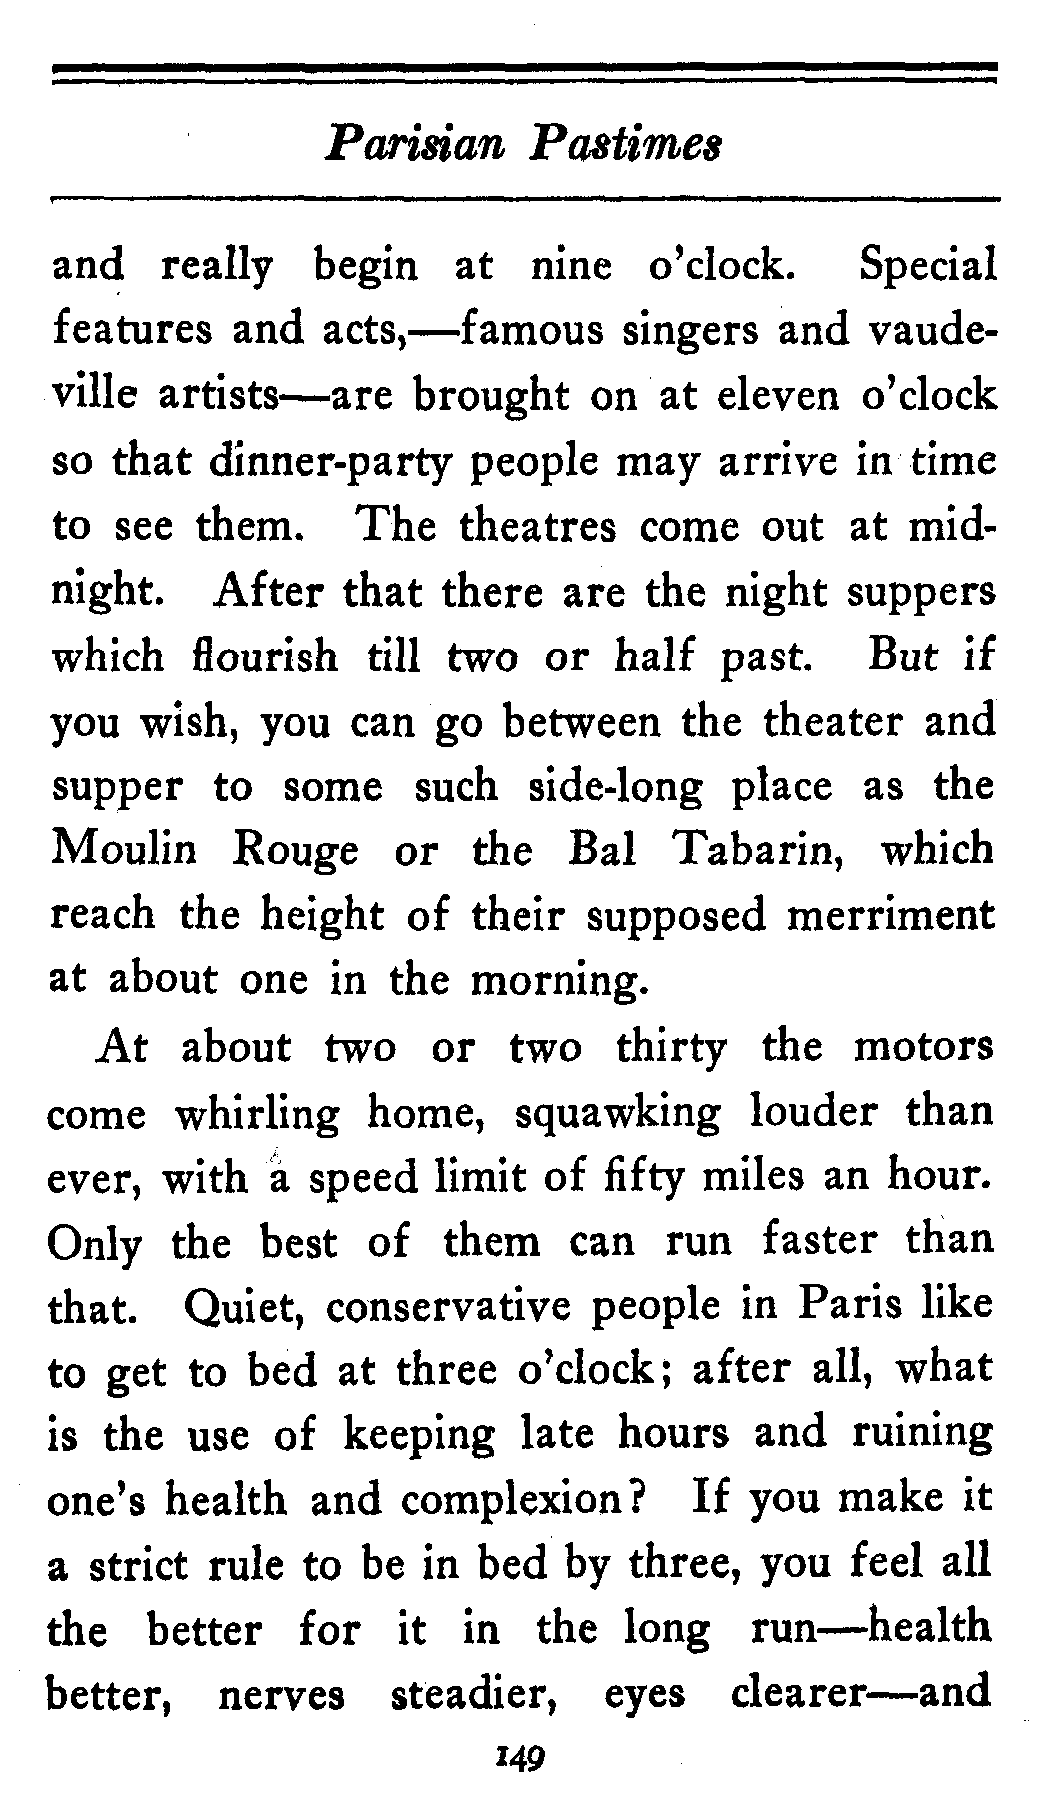 Parisian Pastimes
and really begin at nine o'clock. Special
features and acts,—famous singers and vaude-
ville artists—are brought on at eleven o'clock
so that dinner-party people may arrive in time
to see them. The theatres come out at mid-
night. After that there are the night suppers
which flourish till two or half past. But if
you wish, you can go between the theater and
supper to some such side-long place as the
Moulin Rouge or the Bal Tabarin, which
reach the height of their supposed merriment
at about one in the morning.
At about two or two thirty the motors
come whirling home, squawking louder than
ever, with a speed limit of fifty miles an hour.
Only the best of them can run faster than
that. Quiet, conservative people in Paris like
to get to bed at three o'clock; after all, what
is the use of keeping late hours and ruining
one's health and complexion? If you make it
a strict rule to be in bed by three, you feel all
the better for it in the long run—health
better, nerves steadier, eyes clearer—and
149